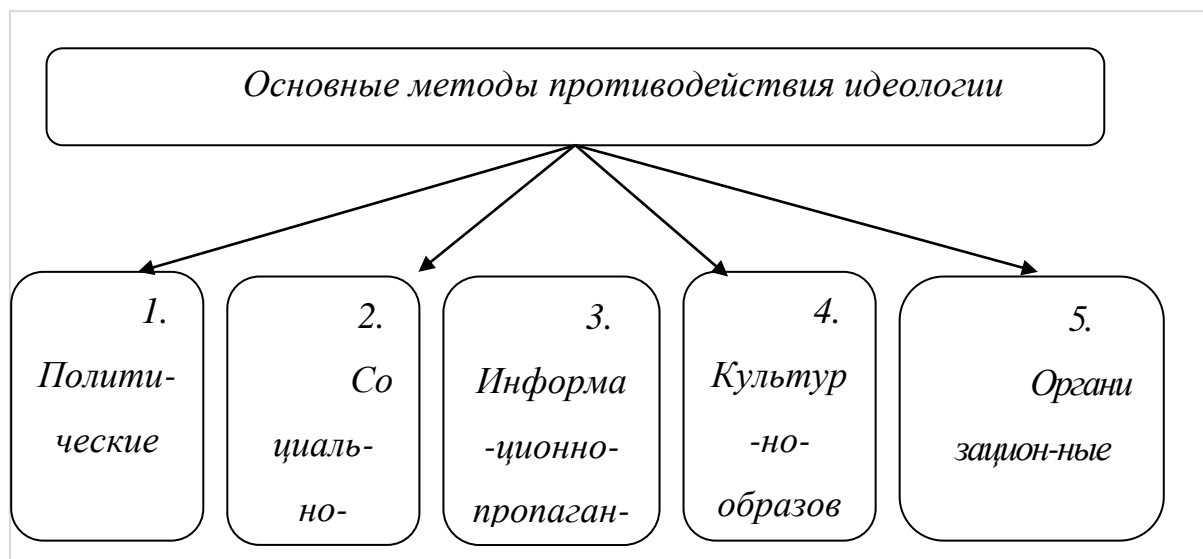 Основные методы противодействия идеологии
1.
Полити-
ческие
2.
Со
циаль-
но-
3.
Информа
-ционно-
пропаган-
4.
Культур
-но-
образов
5.
Органи
зацион-ные